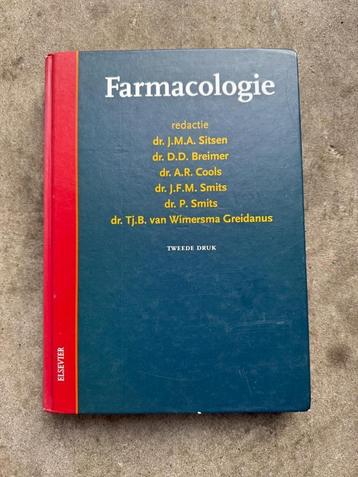 Farmacologie
redactie
dr. J.M.A. Sitsen
dr. D.D. Breimer
dr. A.R. Cools
dr. J.F.M. Smits
dr. P. Smits
dr. Tj.B. van Wimersma Greidanus
TWEEDE DRUK
ELSEVIER